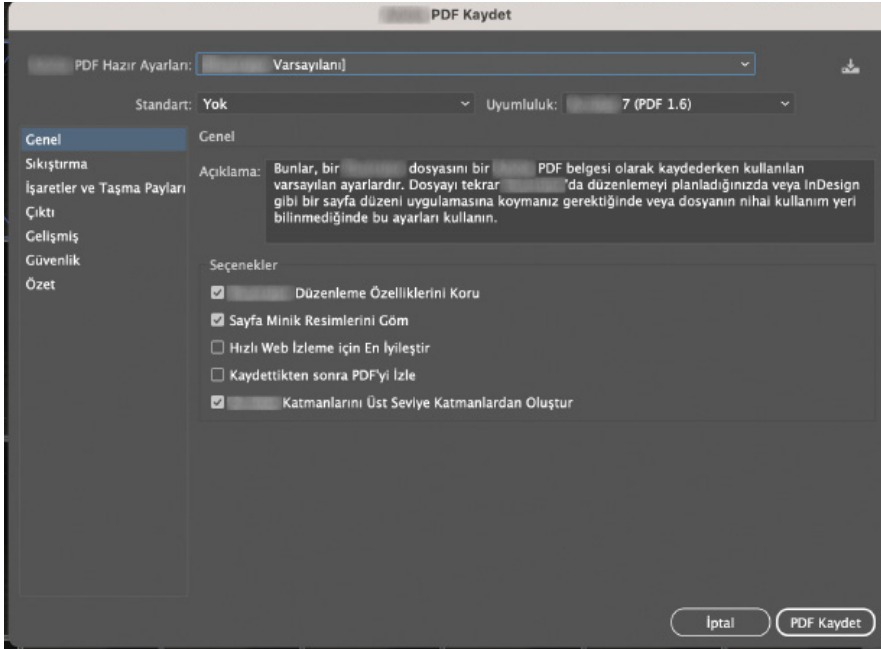 PDF Kaydet
PDF Hazır Ayarları: Varsayılanı]
Standart: Yok Uyumluluk: 7 (PDF 1.6)
Genel
Sıkıştırma
İşaretler ve Taşma Payları
Çıktı
Gelişmiş
Güvenlik
Özet
Genel
Açıklama: Bunlar, bir dosyasını bir PDF belgesi olarak kaydederken kullanılan
varsayılan ayarlardır. Dosyayı tekrar 'da düzenlemeyi planladığınızda veya InDesign
gibi bir sayfa düzeni uygulamasına koymanız gerektiğinde veya dosyanın nihai kullanım yeri
bilinmediğinde bu ayarları kullanın.
Seçenekler
Düzenleme Özelliklerini Koru
Sayfa Minik Resimlerini Göm
Hızlı Web İzleme için En İyileştir
Kaydettikten sonra PDF'yi İzle
Katmanlarını Üst Seviye Katmanlardan Oluştur
İptal PDF Kaydet